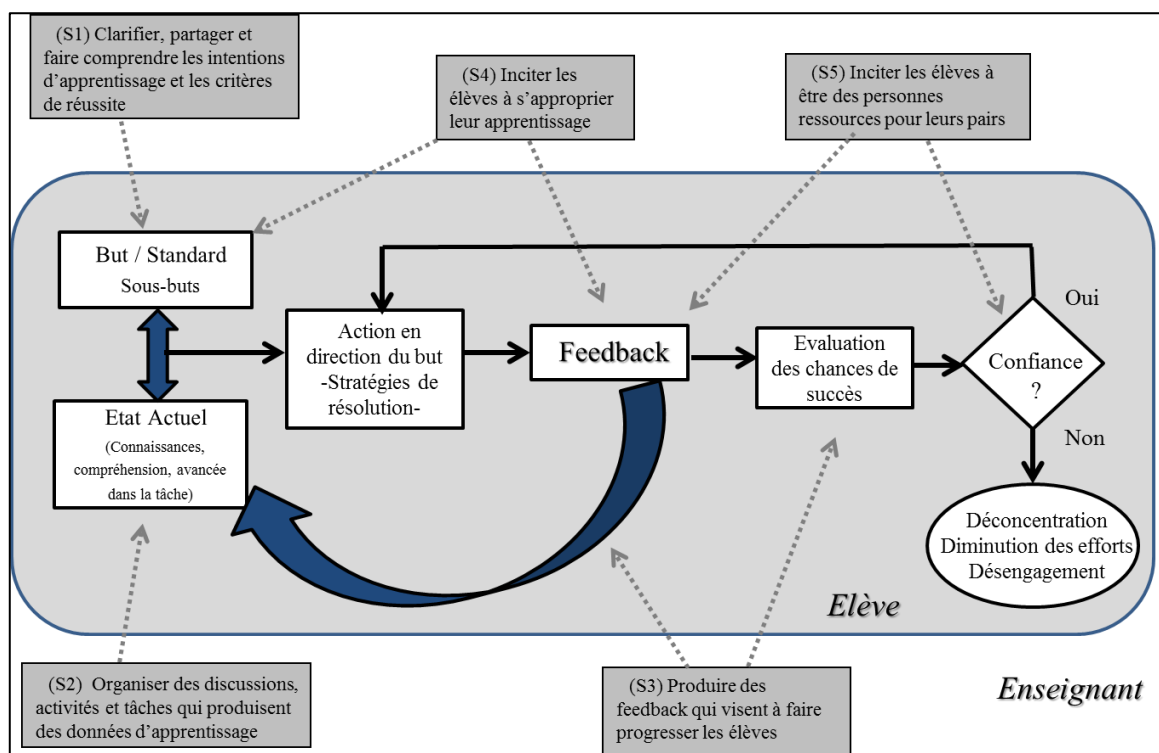 (S1) Clarifier, partager et
faire comprendre les intentions
d'apprentissage et les critères
de réussite
(S4) Inciter les
élèves à s'approprier
leur apprentissage
(S5) Inciter les élèves à
être des personnes
ressources pour leurs pairs
But / Standard
Sous-buts
Action en
direction du but
-Stratégies de
résolution-
Feedback
Evaluation
des chances de
succès
Confiance
?
Oui
Non
Etat Actuel
(Connaissances,
compréhension, avancée
dans la tâche)
Déconcentration
Diminution des efforts
Désengagement
Elève
(S2) Organiser des discussions,
activités et tâches qui produisent
des données d'apprentissage
(S3) Produire des
feedback qui visent à faire
progresser les élèves
Enseignant